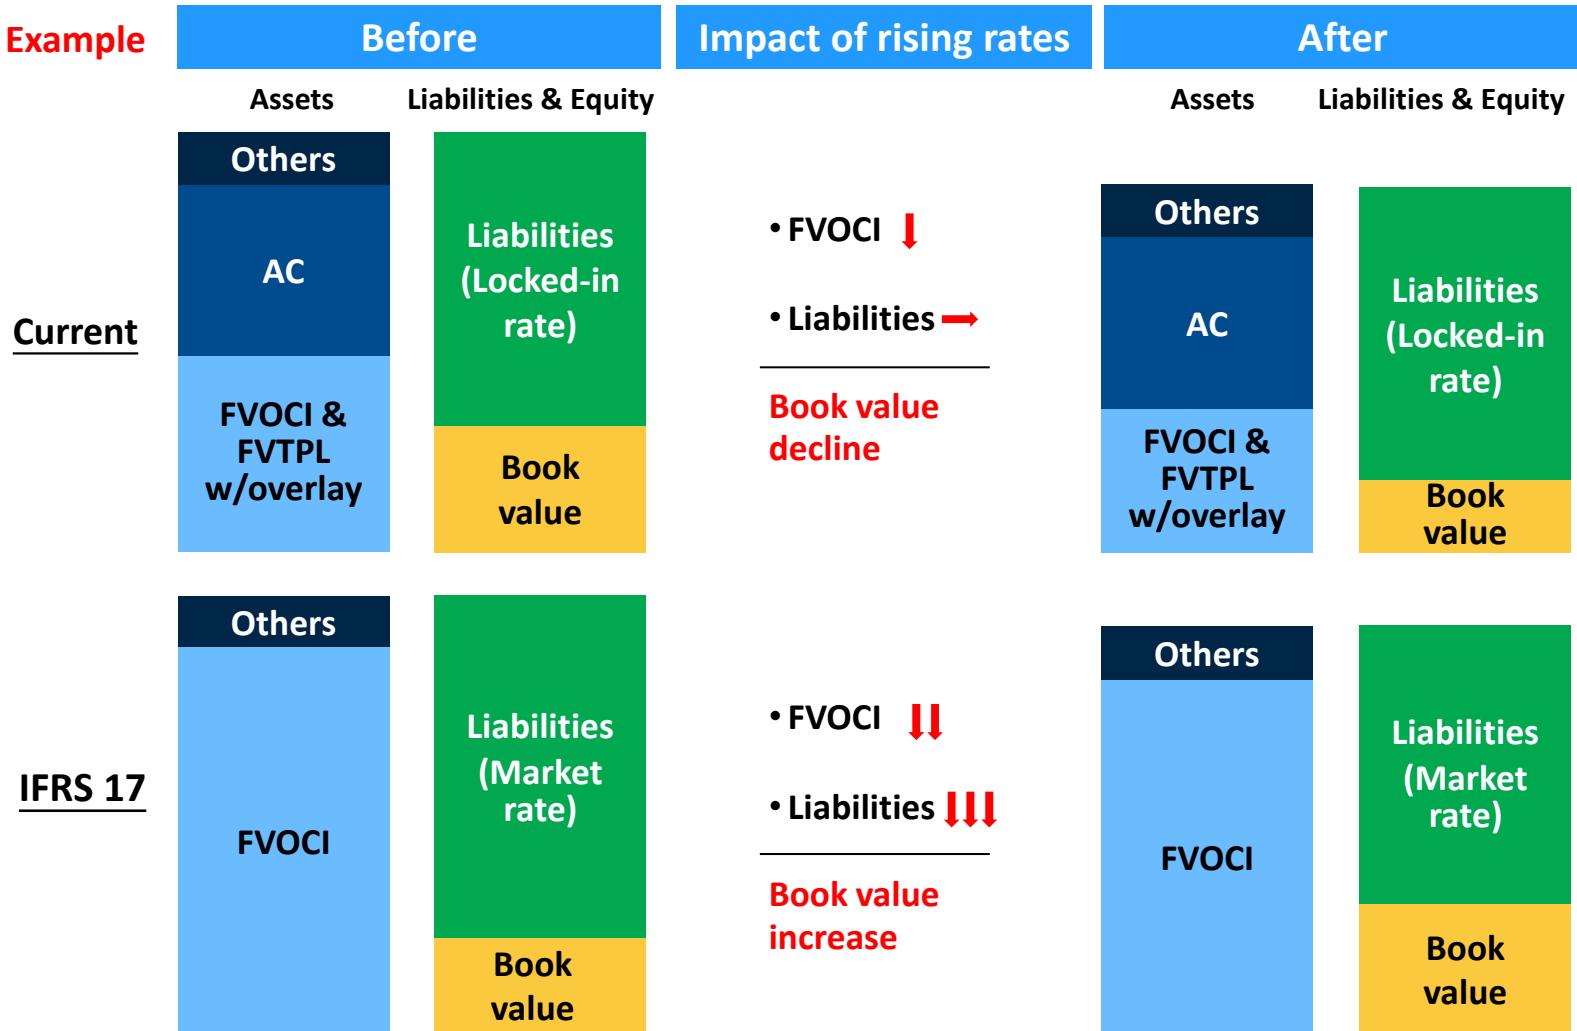 Example
Before
Impact of rising rates
After
Assets
Liabilities & Equity
Assets
Liabilities & Equity
Current
Others
AC
FVOCI &
FVTPL
w/overlay
Liabilities
(Locked-in
rate)
Book
value
• FVOCI ⬇
• Liabilities ➡
Book value
decline
Others
AC
FVOCI &
FVTPL
w/overlay
Liabilities
(Locked-in
rate)
Book
value
IFRS 17
Others
FVOCI
Liabilities
(Market
rate)
Book
value
• FVOCI ⬇⬇
• Liabilities ⬇⬇⬇
Book value
increase
Others
FVOCI
Liabilities
(Market
rate)
Book
value